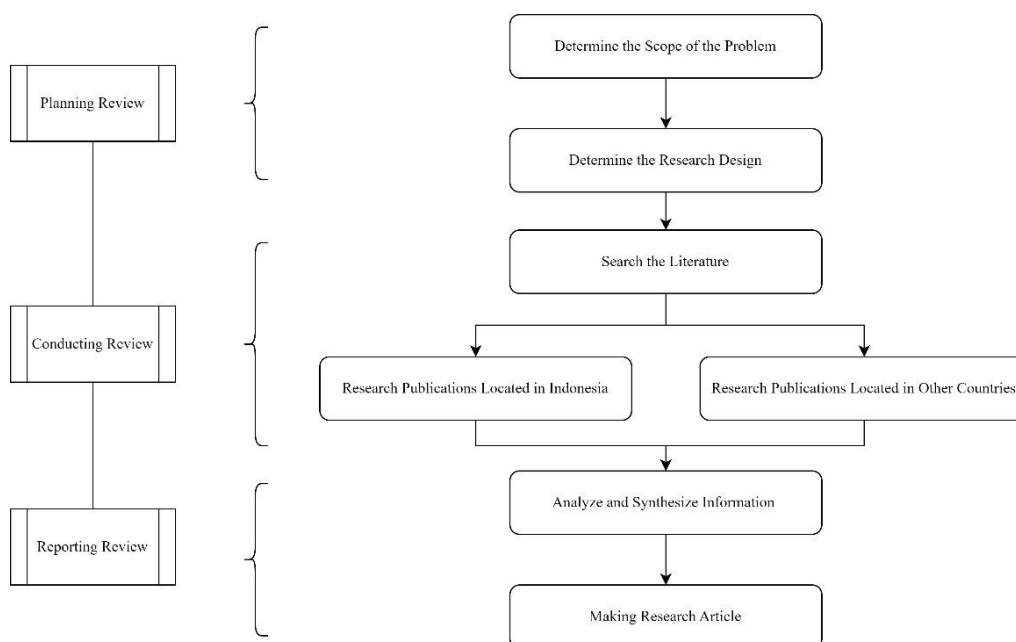 Determine the Scope of the Problem
Planning Review
Determine the Research Design
Search the Literature
Conducting Review
Research Publications Located in Indonesia
Research Publications Located in Other Countries
Analyze and Synthesize Information
Reporting Review
Making Research Article